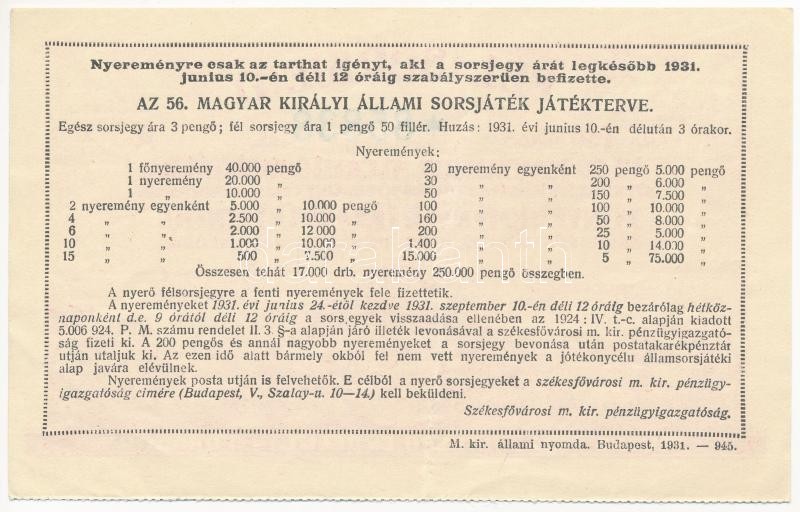 Nyereményre csak az tarthat igényt, aki a sorsjegy árát legkésőbb 1931.
junius 10.-én déli 12 óráig szabályszerüen befizette.
AZ 56. MAGYAR KIRÁLYI ÁLLAMI SORSJÁTÉK JÁTÉKTERVE.
Egész sorsjegy ára 3 pengő; fél sorsjegy ára 1 pengő 50 fillér. Huzás: 1931. évi junius 10.-én délután 3 órakor.
Nyeremények:
1 főnyeremény 40.000 pengő 20 nyeremény egyenként 250 pengő 5.000 pengő
1 nyeremény 20.000 „ 30 „ „ 200 „ 6.000 „
1 „ 10.000 „ 50 „ „ 150 „ 7.500 „
2 nyeremény egyenként 5.000 „ 10.000 pengő 100 „ „ 100 „ 10.000 „
4 „ „ 2.500 „ 10.000 „ 160 „ „ 50 „ 8.000 „
6 „ „ 2.000 „ 12 000 „ 200 „ „ 25 „ 5.000 „
10 „ „ 1.000 „ 10.000 „ 1.400 „ „ 10 „ 14.000 „
15 „ „ 500 „ 7.500 „ 15.000 „ „ 5 „ 75.000 „
Összesen tehát 17.000 drb. nyeremény 250.000 pengő összegben.
A nyerő félsorsjegyre a fenti nyeremények fele fizettetik.
A nyereményeket 1931. évi junius 24.-étől kezdve 1931. szeptember 10.-én déli 12 óráig bezárólag hétköz-
naponként d.e. 9 órától déli 12 óráig a sorsjegyek visszaadása ellenében az 1924 : IV. t.-c. alapján kiadott
5.006 924. P. M. számu rendelet II. 3. §-a alapján járó illeték levonásával a székesfővárosi m. kir. pénzügyigazgató-
ság fizeti ki. A 200 pengős és annál nagyobb nyereményeket a sorsjegy bevonása után postatakarékpénztár
utján utaljuk ki. Az ezen idő alatt bármely okból fel nem vett nyeremények a jótékonycélu államsorsjátéki
alap javára elévülnek.
Nyeremények posta utján is felvehetők. E célból a nyerő sorsjegyeket a székesfővárosi m. kir. pénzügy-
igazgatóság cimére (Budapest, V., Szalay-u. 10—14.) kell beküldeni.
Székesfővárosi m. kir. pénzügyigazgatóság.
M. kir. állami nyomda. Budapest, 1931. — 945.
darabanth